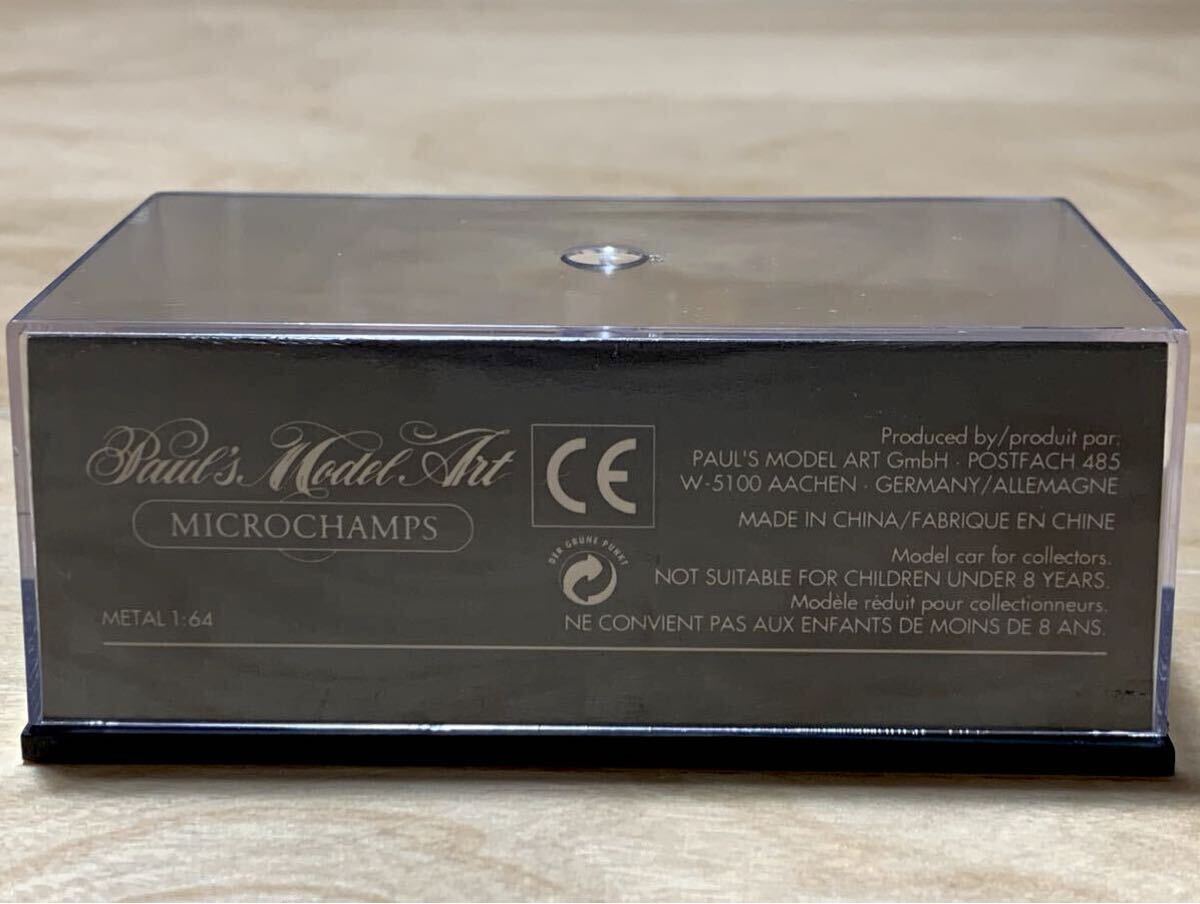 Paul's Model Art
MICROCHAMPS
METAL 1:64
CE
DER GRÜNE PUNKT
Produced by/produit par:
PAUL'S MODEL ART GmbH · POSTFACH 485
W-5100 AACHEN · GERMANY/ALLEMAGNE
MADE IN CHINA/FABRIQUE EN CHINE
Model car for collectors.
NOT SUITABLE FOR CHILDREN UNDER 8 YEARS.
Modèle réduit pour collectionneurs.
NE CONVIENT PAS AUX ENFANTS DE MOINS DE 8 ANS.